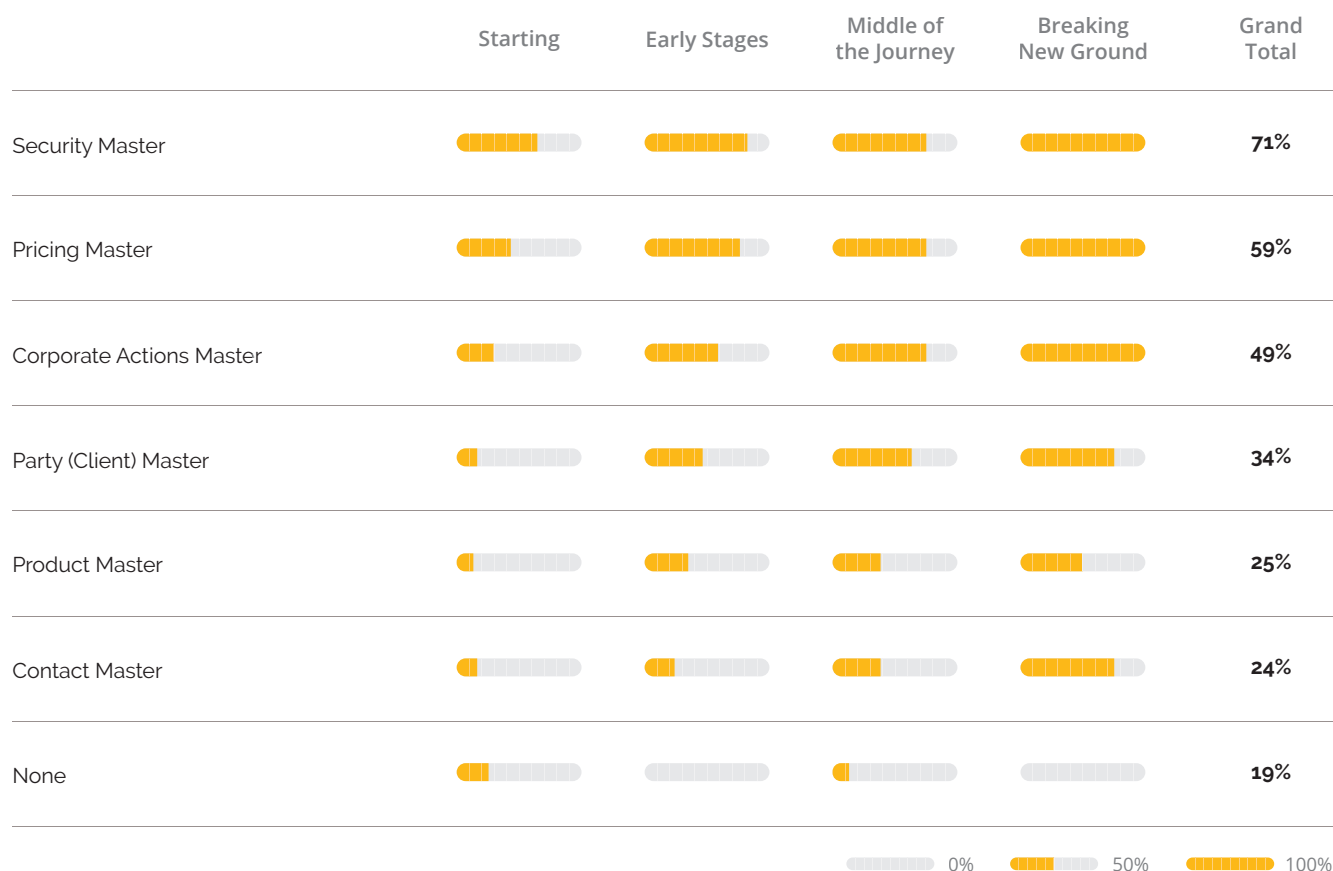 Starting
Early Stages
Middle of
the Journey
Breaking
New Ground
Grand
Total
Security Master
71%
Pricing Master
59%
Corporate Actions Master
49%
Party (Client) Master
34%
Product Master
25%
Contact Master
24%
None
19%
0%
50%
100%